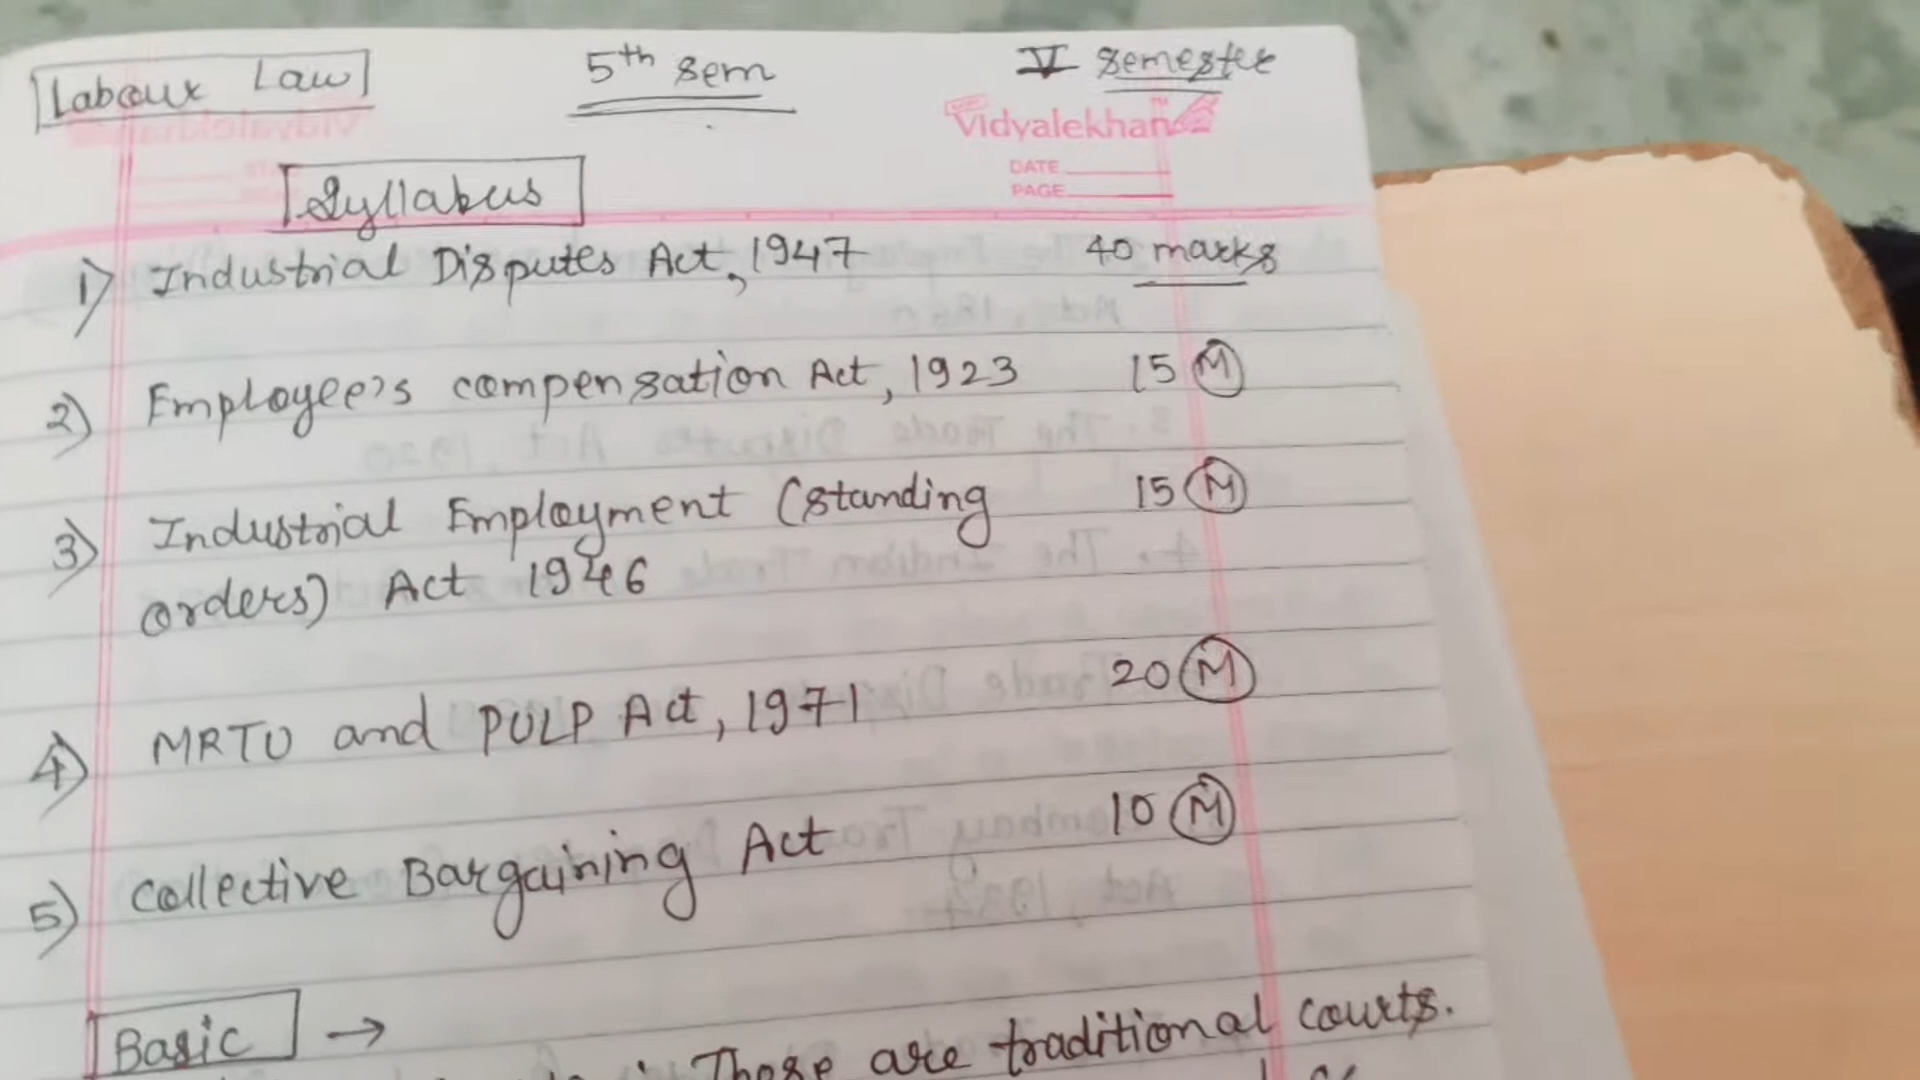 Labour Law 5th sem V semester
Vidyalekhan
DATE
PAGE
Syllabus
1) Industrial Disputes Act, 1947 40 marks
2) Employee's compensation Act, 1923 15 M
3) Industrial Employment (standing 15 M
orders) Act 1946
4) MRTU and PULP Act, 1971 20 M
5) Collective Bargaining Act 10 M
Basic →
These are traditional courts.